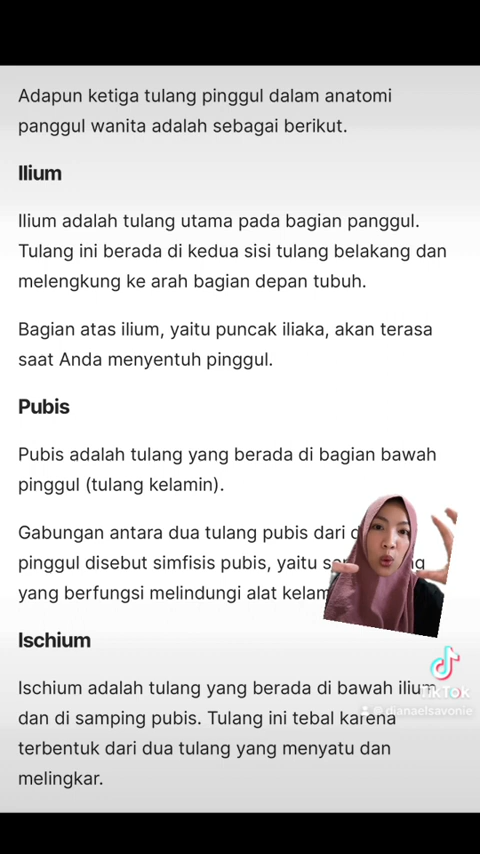 Adapun ketiga tulang pinggul dalam anatomi
panggul wanita adalah sebagai berikut.
Ilium
Ilium adalah tulang utama pada bagian panggul.
Tulang ini berada di kedua sisi tulang belakang dan
melengkung ke arah bagian depan tubuh.
Bagian atas ilium, yaitu puncak iliaka, akan terasa
saat Anda menyentuh pinggul.
Pubis
Pubis adalah tulang yang berada di bagian bawah
pinggul (tulang kelamin).
Gabungan antara dua tulang pubis dari
pinggul disebut simfisis pubis, yaitu
yang berfungsi melindungi alat
Ischium
Ischium adalah tulang yang berada di bawah ilium
dan di samping pubis. Tulang ini tebal karena
terbentuk dari dua tulang yang menyatu dan
melingkar.
TikTok
@dianaelsavonie